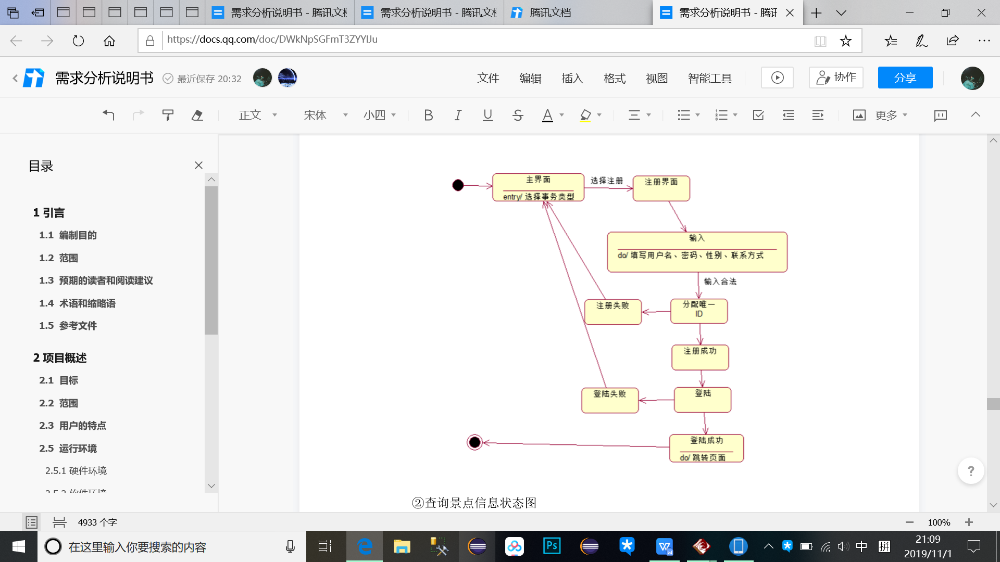 需求分析说明书 - 腾讯文档
需求分析说明书 - 腾讯文档
腾讯文档
需求分析说明书 - 腾讯
https://docs.qq.com/doc/DWkNpSGFmT3ZYYlJu
需求分析说明书
最近保存 20:32
文件
编辑
插入
格式
视图
智能工具
协作
分享
正文
宋体
小四
B
I
U
S
A
更多
目录
1 引言
1.1 编制目的
1.2 范围
1.3 预期的读者和阅读建议
1.4 术语和缩略语
1.5 参考文件
2 项目概述
2.1 目标
2.2 范围
2.3 用户的特点
2.5 运行环境
2.5.1 硬件环境
2.5.2 软件环境
主界面
entry/ 选择事务类型
选择注册
注册界面
输入
do/ 填写用户名、密码、性别、联系方式
输入合法
分配唯一
ID
注册失败
注册成功
登陆
登陆失败
登陆成功
do/ 跳转页面
②查询景点信息状态图
?
4933 个字
100%
在这里输入你要搜索的内容
Ps
中
拼
21:09
2019/11/1